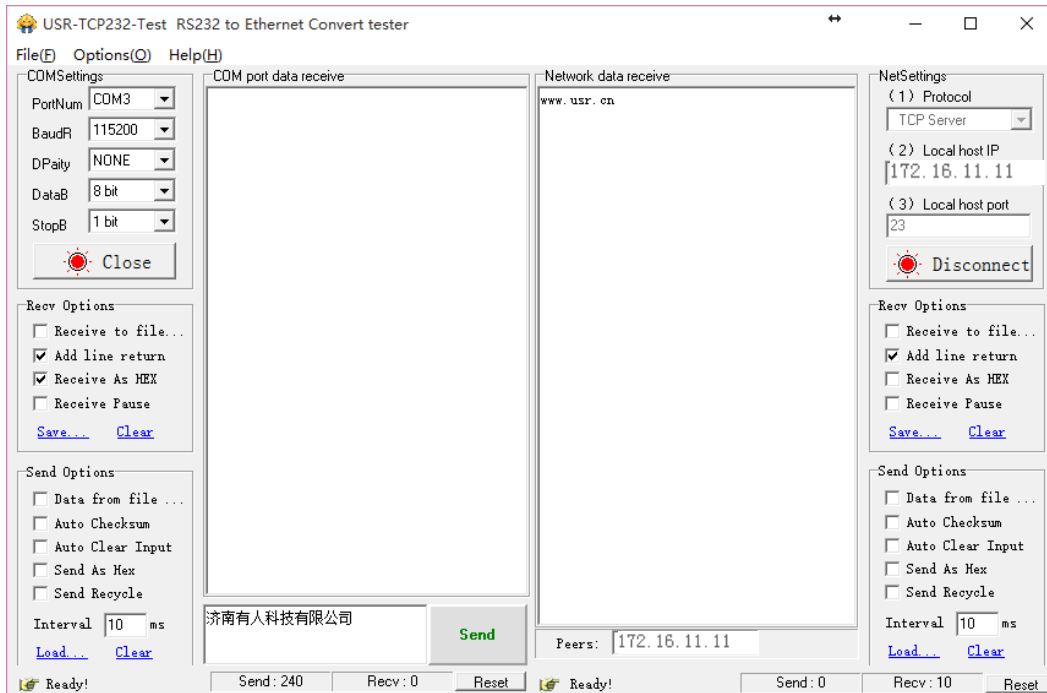 USR-TCP232-Test RS232 to Ethernet Convert tester
File(F) Options(O) Help(H)
COMSettings
PortNum COM3
BaudR 115200
DPaity NONE
DataB 8 bit
StopB 1 bit
Close
Recv Options
Receive to file...
Add line return
Receive As HEX
Receive Pause
Save... Clear
Send Options
Data from file ...
Auto Checksum
Auto Clear Input
Send As Hex
Send Recycle
Interval 10 ms
Load... Clear
COM port data receive
济南有人科技有限公司
Send
Network data receive
www.usr.cn
Peers: 172.16.11.11
NetSettings
(1) Protocol
TCP Server
(2) Local host IP
172.16.11.11
(3) Local host port
23
Disconnect
Recv Options
Receive to file...
Add line return
Receive As HEX
Receive Pause
Save... Clear
Send Options
Data from file ...
Auto Checksum
Auto Clear Input
Send As Hex
Send Recycle
Interval 10 ms
Load... Clear
Ready! Send : 240 Recv : 0 Reset
Ready! Send : 0 Recv : 10 Reset